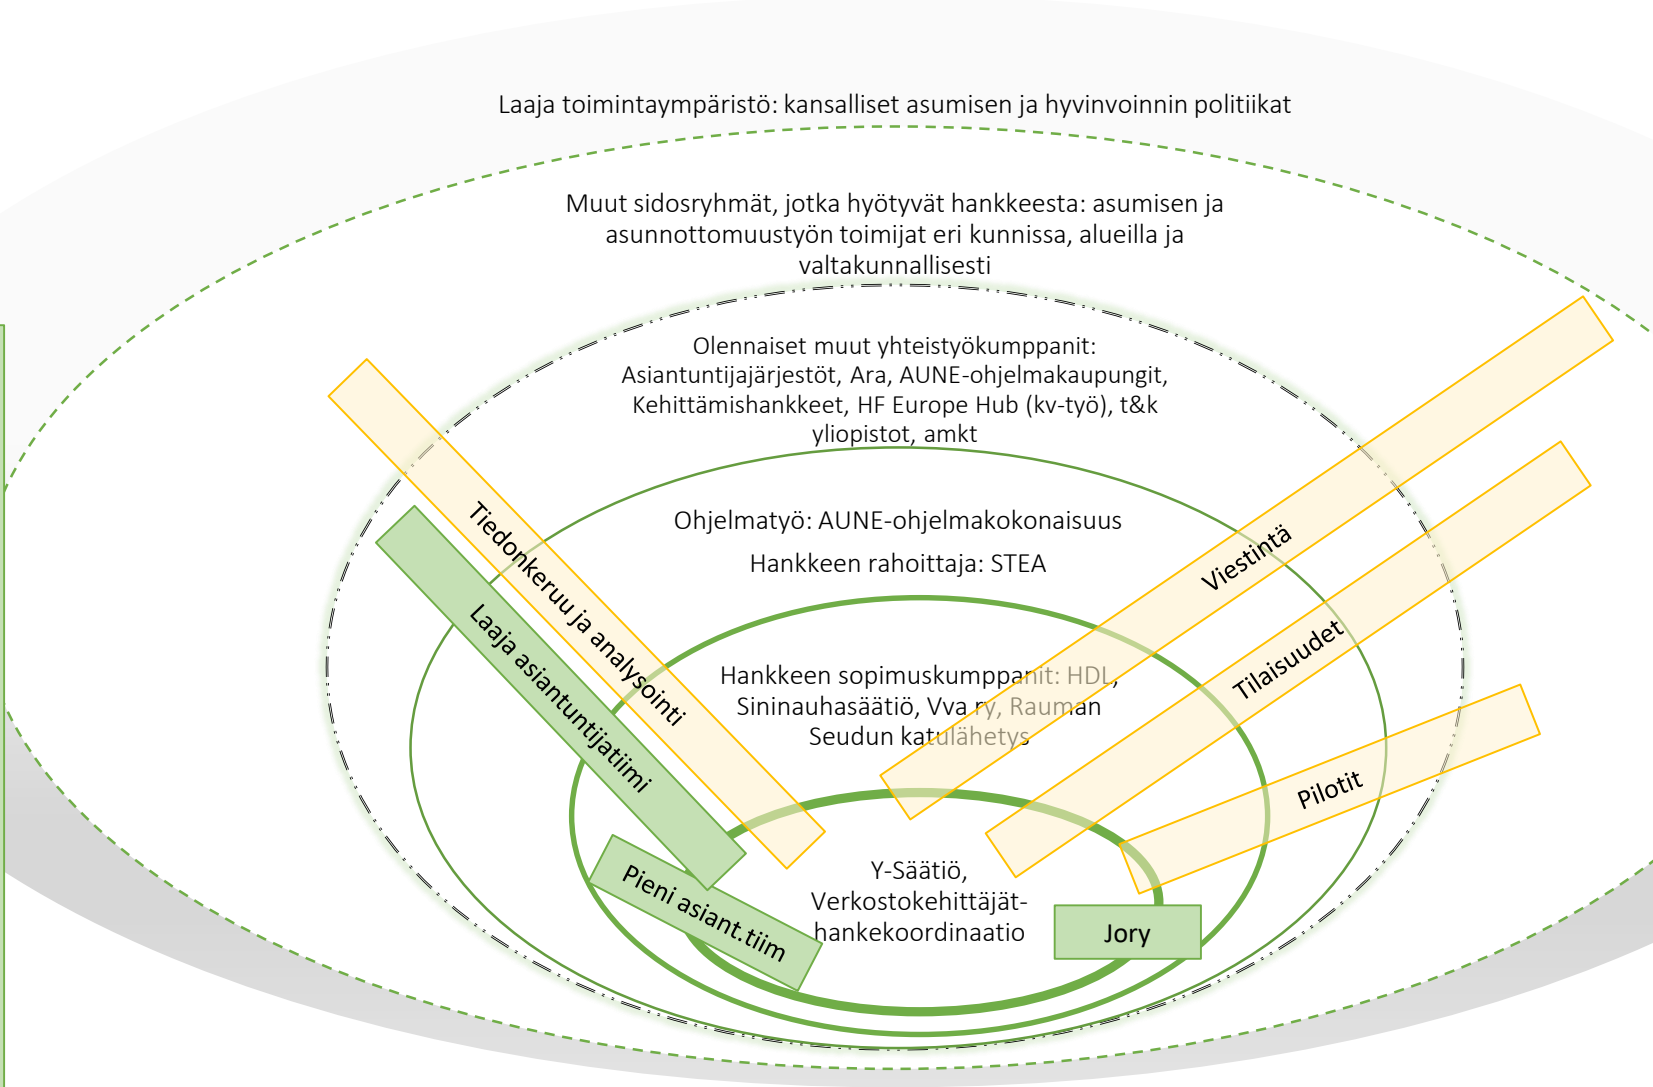 Laaja toimintaympäristö: kansalliset asumisen ja hyvinvoinnin politiikat
Muut sidosryhmät, jotka hyötyvät hankkeesta: asumisen ja
asunnottomuustyön toimijat eri kunnissa, alueilla ja
valtakunnallisesti
Olennaiset muut yhteistyökumppanit:
Asiantuntijajärjestöt, Ara, AUNE-ohjelmakaupungit,
Kehittämishankkeet, HF Europe Hub (kv-työ), t&k
yliopistot, amkt
Ohjelmatyö: AUNE-ohjelmakokonaisuus
Hankkeen rahoittaja: STEA
Hankkeen sopimuskumppanit: HDL,
Sininauhasäätiö, Vva ry, Rauman
Seudun katulähetys
Y-Säätiö,
Verkostokehittäjät-
hankekoordinaatio
Tiedonkeruu ja analysointi
Laaja asiantuntijatiimi
Pieni asiant.tiim
Viestintä
Tilaisuudet
Pilotit
Jory